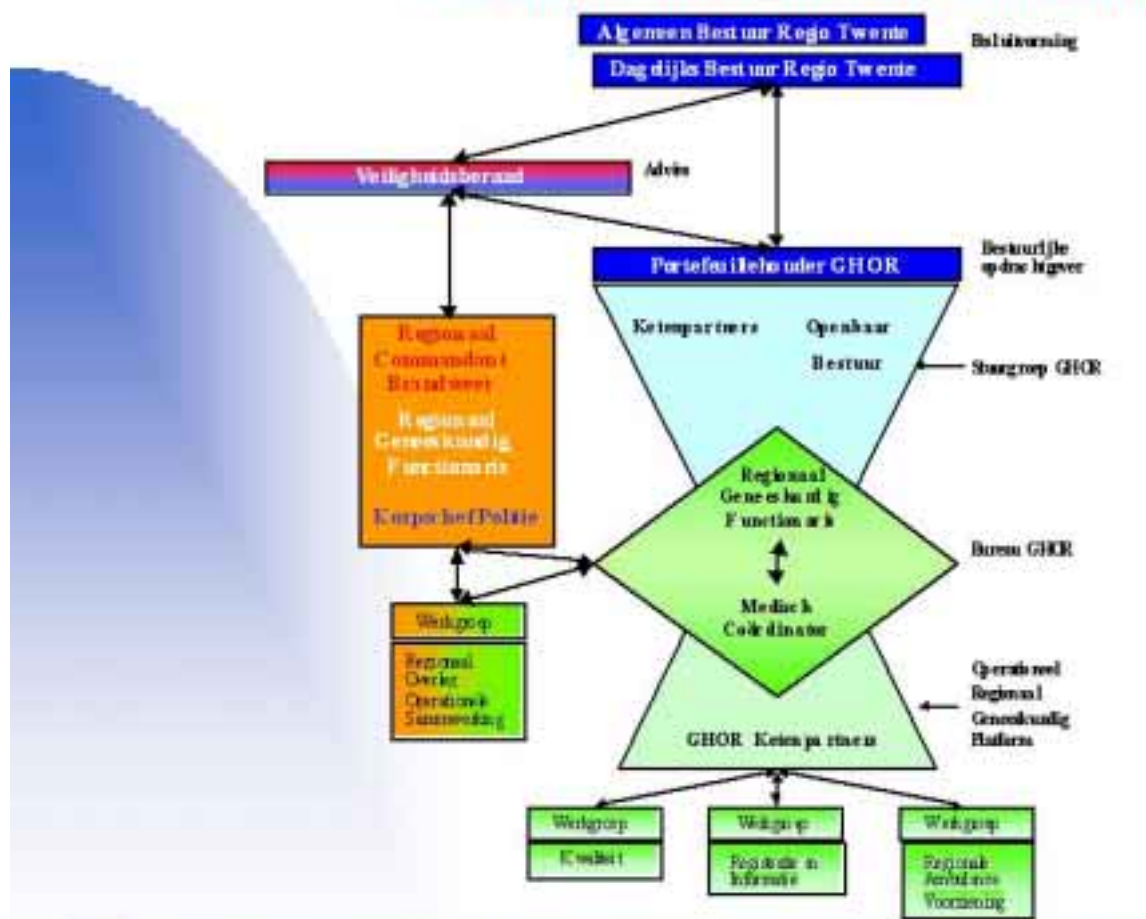 Algemeen Bestuur Regio Twente
Besluitvorming
Dagelijks Bestuur Regio Twente
Veiligheidsberaad
Advies
Portefeuillehouder GHOR
Bestuurlijke
opdrachtgever
Ketenpartners
Openbaar
Bestuur
Stuurgroep GHOR
Regionaal
Commandant
Brandweer
Regionaal
Geneeskundig
Functionaris
Korpschef Politie
Regionaal
Geneeskundig
Functionaris
Bureau GHOR
Medisch
Coördinator
Werkgroep
Regionaal
Overleg
Operationele
Samenwerking
Operationeel
Regionaal
Geneeskundig
Platform
GHOR Ketenpartners
Werkgroep
Kwaliteit
Werkgroep
Registratie en
Informatie
Werkgroep
Regionale
Ambulance
Voorziening